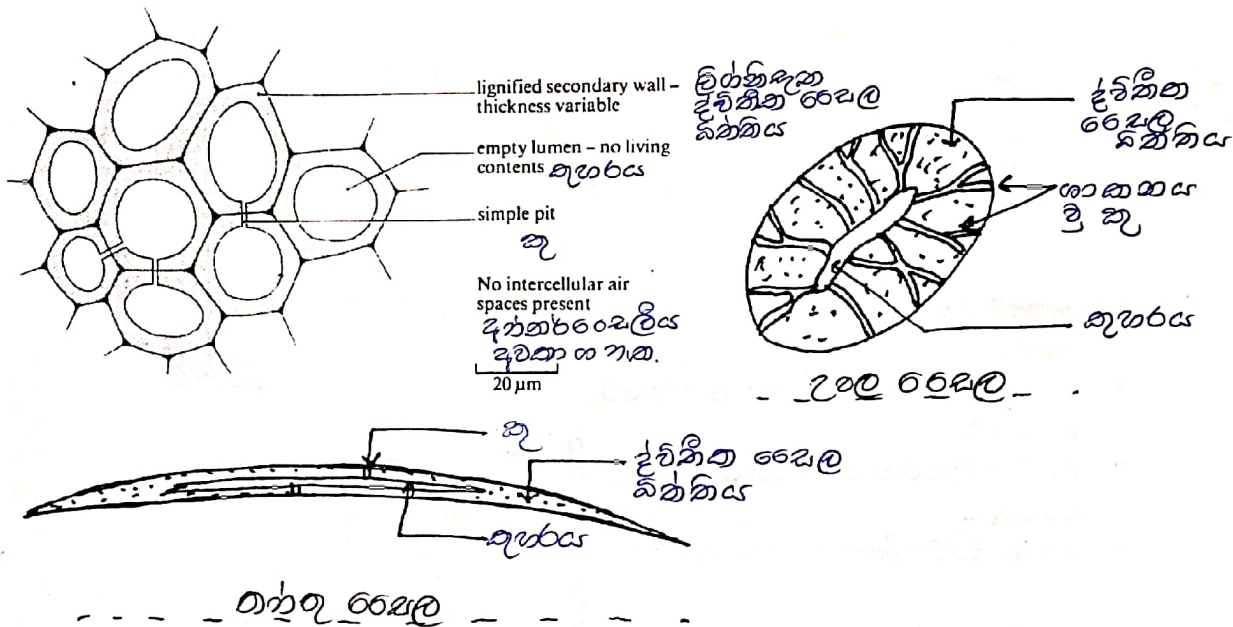 lignified secondary wall –
thickness variable
ලිග්නිභූත
ද්විතීක සෛල
බිත්තිය
empty lumen – no living
contents කුහරය
simple pit
කූ
No intercellular air
spaces present
අන්තර්සෛලීය
අවකාශ නැත.
20 µm
ද්විතීක
සෛල
බිත්තිය
ශාකනය
වූ කූ
කුහරය
උපල සෛල
කූ
ද්විතීක සෛල
බිත්තිය
කුහරය
තන්තු සෛල